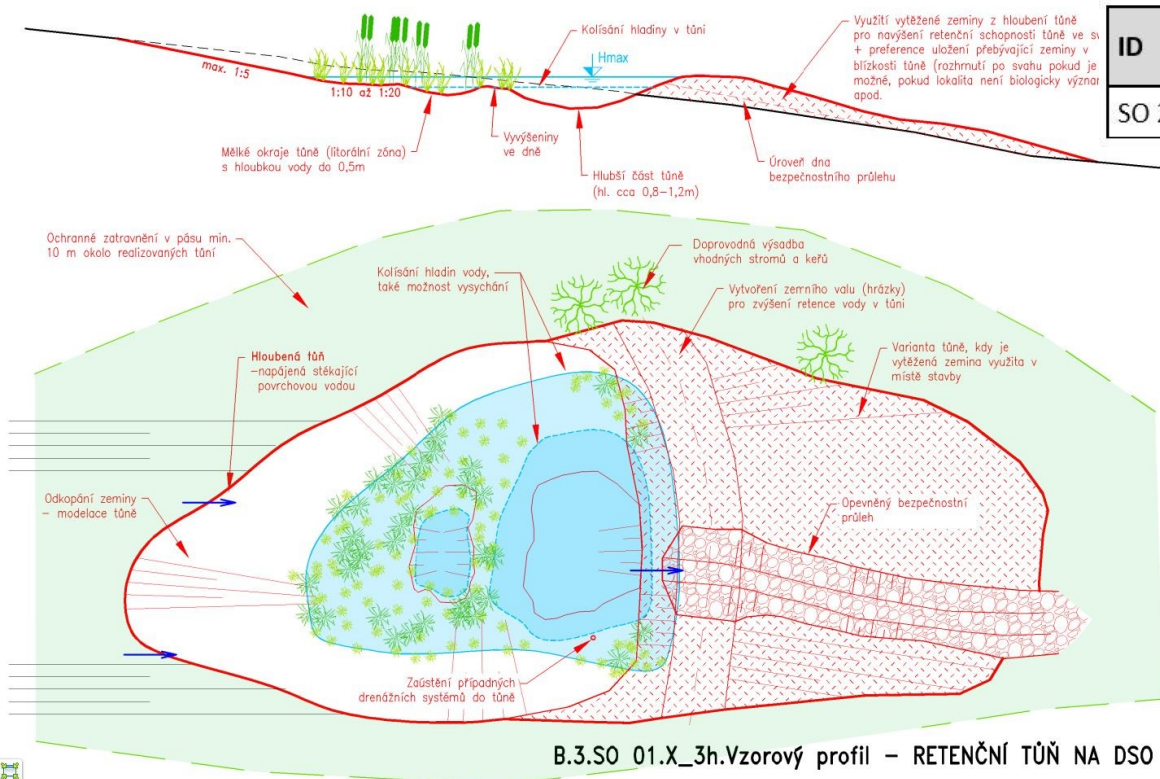 Kolísání hladiny v tůni
Hmax
Využití vytěžené zeminy z hloubení tůně
pro navýšení retenční schopnosti tůně ve
+ preference uložení přebývající zeminy v
blízkosti tůně (rozhrnutí po svahu pokud je
možné, pokud lokalita není biologicky
apod.
ID
SO
max. 1:5
1:10 až 1:20
Mělké okraje tůně (litorální zóna)
s hloubkou vody do 0,5m
Vyvýšeniny
ve dně
Hlubší část tůně
(hl. cca 0,8-1,2m)
Úroveň dna
bezpečnostního průlehu
Ochranné zatravnění v pásu min.
10 m okolo realizovaných tůní
Kolísání hladin vody,
také možnost vysychání
Doprovodná výsadba
vhodných stromů a keřů
Vytvoření zemního valu (hrázky)
pro zvýšení retence vody v tůni
Hloubená tůň
-napájená stékající
povrchovou vodou
Varianta tůně, kdy je
vytěžená zemina využita v
místě stavby
Odkopání zeminy
- modelace tůně
Opevněný bezpečnostní
průleh
Zaústění případných
drenážních systémů do tůně
B.3.SO 01.X_3h.Vzorový profil - RETENČNÍ TŮŇ NA DSO